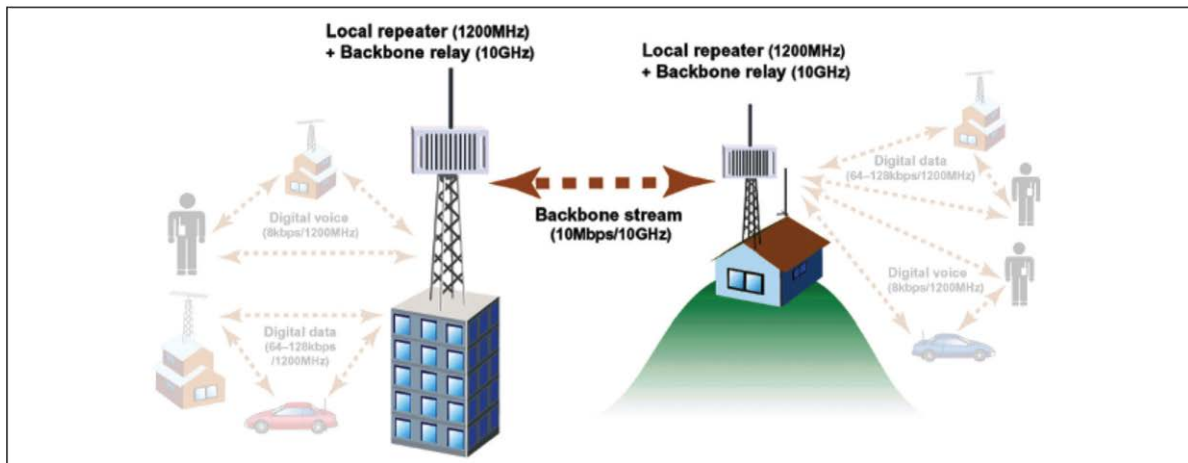 Local repeater (1200MHz)
+ Backbone relay (10GHz)
Local repeater (1200MHz)
+ Backbone relay (10GHz)
Digital voice
(8kbps/1200MHz)
Digital data
(64–128kbps
/1200MHz)
Backbone stream
(10Mbps/10GHz)
Digital data
(64–128kbps/1200MHz)
Digital voice
(8kbps/1200MHz)